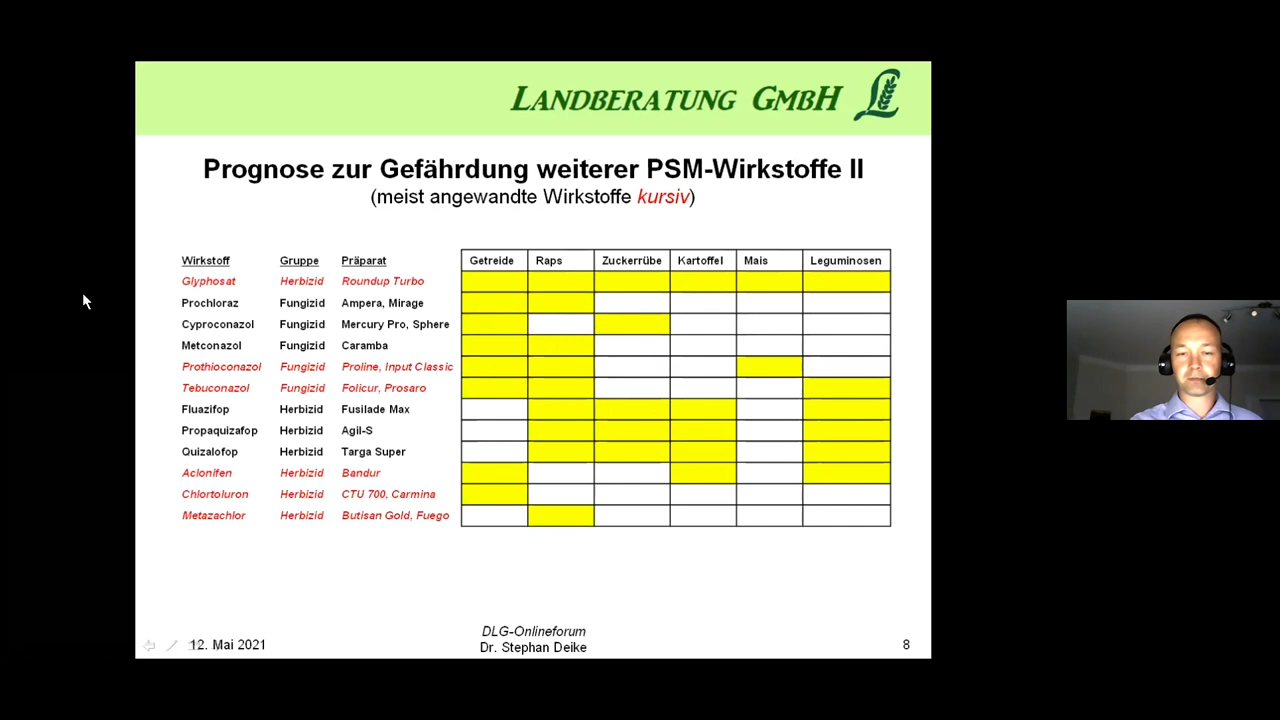 LANDBERATUNG GMBH
Prognose zur Gefährdung weiterer PSM-Wirkstoffe II
(meist angewandte Wirkstoffe kursiv)
Wirkstoff Gruppe Präparat Getreide Raps Zuckerrübe Kartoffel Mais Leguminosen
Glyphosat Herbizid Roundup Turbo
Prochloraz Fungizid Ampera, Mirage
Cyproconazol Fungizid Mercury Pro, Sphere
Metconazol Fungizid Caramba
Prothioconazol Fungizid Proline, Input Classic
Tebuconazol Fungizid Folicur, Prosaro
Fluazifop Herbizid Fusilade Max
Propaquizafop Herbizid Agil-S
Quizalofop Herbizid Targa Super
Aclonifen Herbizid Bandur
Chlortoluron Herbizid CTU 700, Carmina
Metazachlor Herbizid Butisan Gold, Fuego
12. Mai 2021
DLG-Onlineforum
Dr. Stephan Deike
8